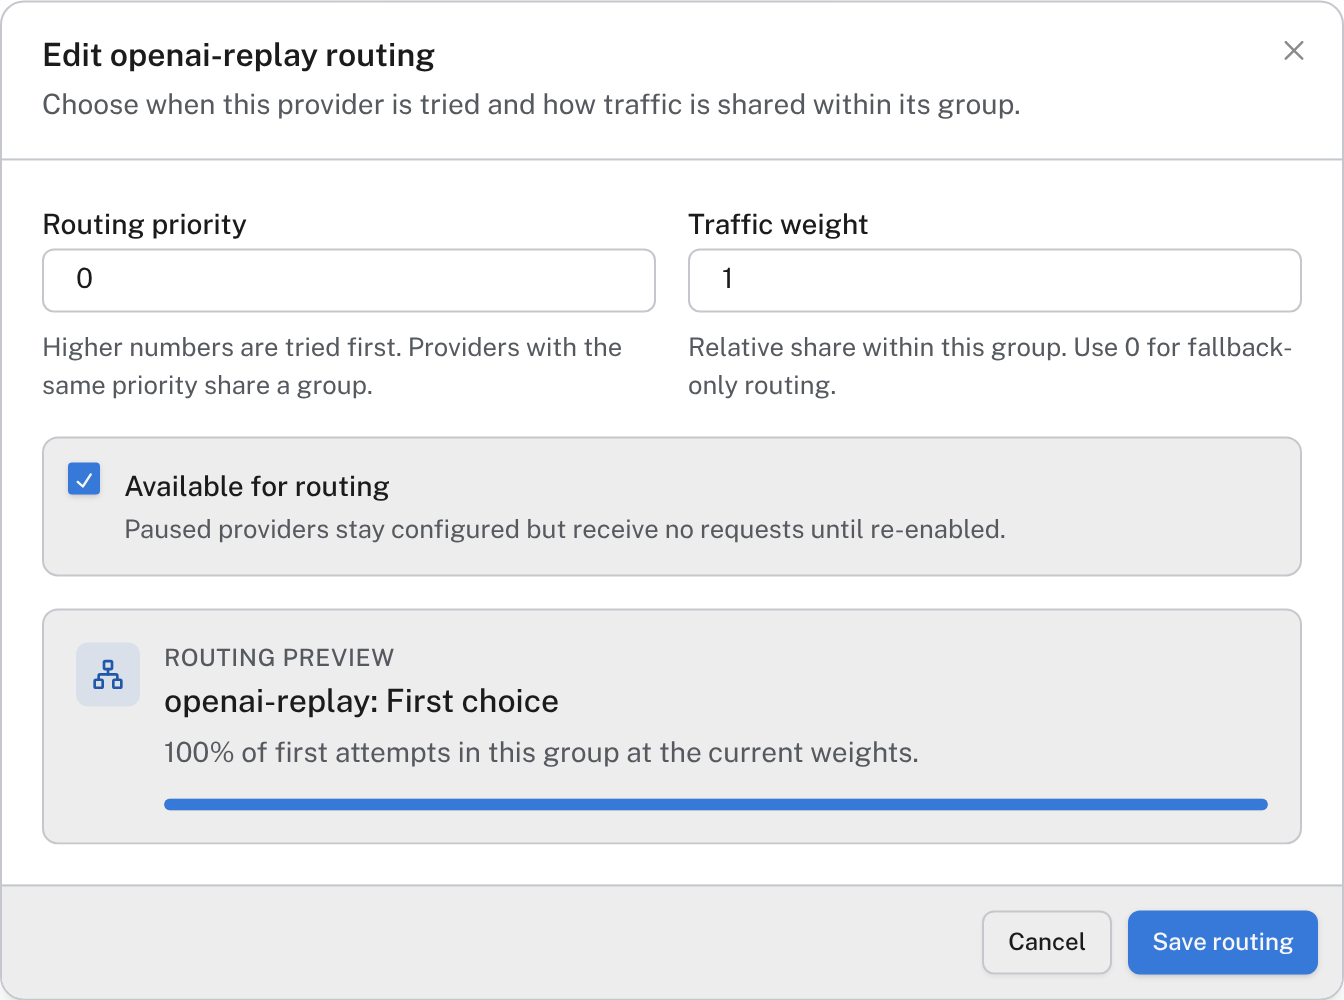 Edit openai-replay routing
Choose when this provider is tried and how traffic is shared within its group.
Routing priority
0
Higher numbers are tried first. Providers with the
same priority share a group.
Traffic weight
1
Relative share within this group. Use 0 for fallback-
only routing.
Available for routing
Paused providers stay configured but receive no requests until re-enabled.
ROUTING PREVIEW
openai-replay: First choice
100% of first attempts in this group at the current weights.
Cancel
Save routing